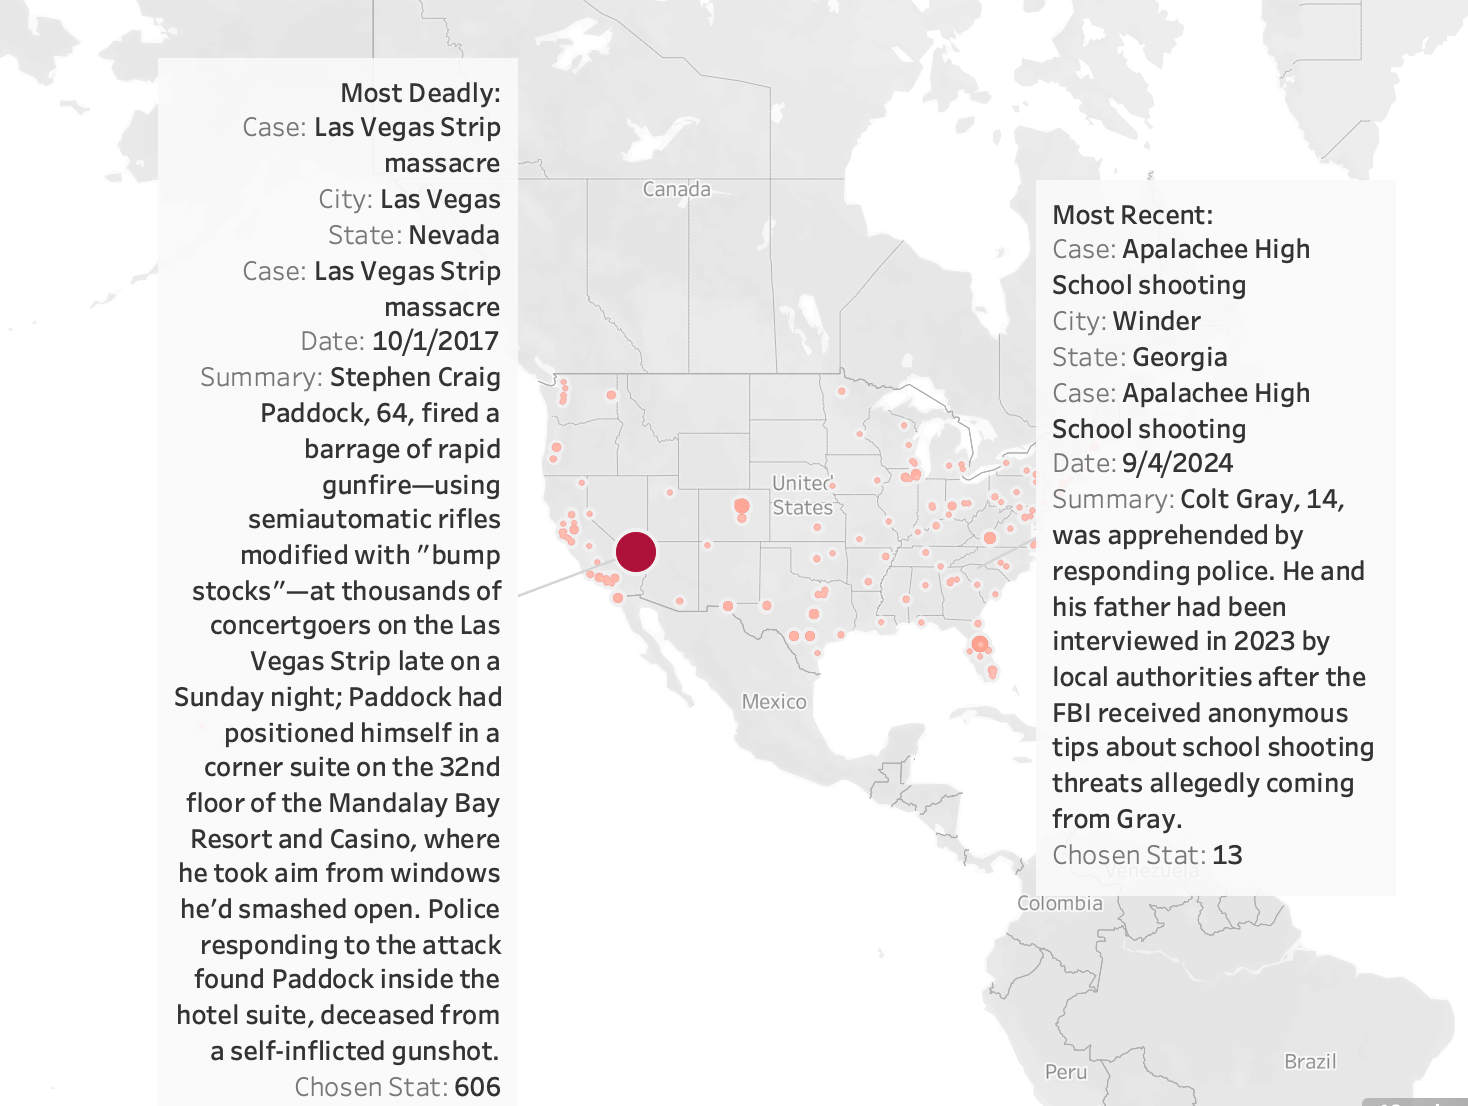 Most Deadly:
Case: Las Vegas Strip
massacre
City: Las Vegas
State: Nevada
Case: Las Vegas Strip
massacre
Date: 10/1/2017
Summary: Stephen Craig
Paddock, 64, fired a
barrage of rapid
gunfire—using
semiautomatic rifles
modified with "bump
stocks"—at thousands of
concertgoers on the Las
Vegas Strip late on a
Sunday night; Paddock had
positioned himself in a
corner suite on the 32nd
floor of the Mandalay Bay
Resort and Casino, where
he took aim from windows
he'd smashed open. Police
responding to the attack
found Paddock inside the
hotel suite, deceased from
a self-inflicted gunshot.
Chosen Stat: 606
Canada
United
States
Mexico
Most Recent:
Case: Apalachee High
School shooting
City: Winder
State: Georgia
Case: Apalachee High
School shooting
Date: 9/4/2024
Summary: Colt Gray, 14,
was apprehended by
responding police. He and
his father had been
interviewed in 2023 by
local authorities after the
FBI received anonymous
tips about school shooting
threats allegedly coming
from Gray.
Chosen Stat: 13
Venezuela
Colombia
Peru
Brazil